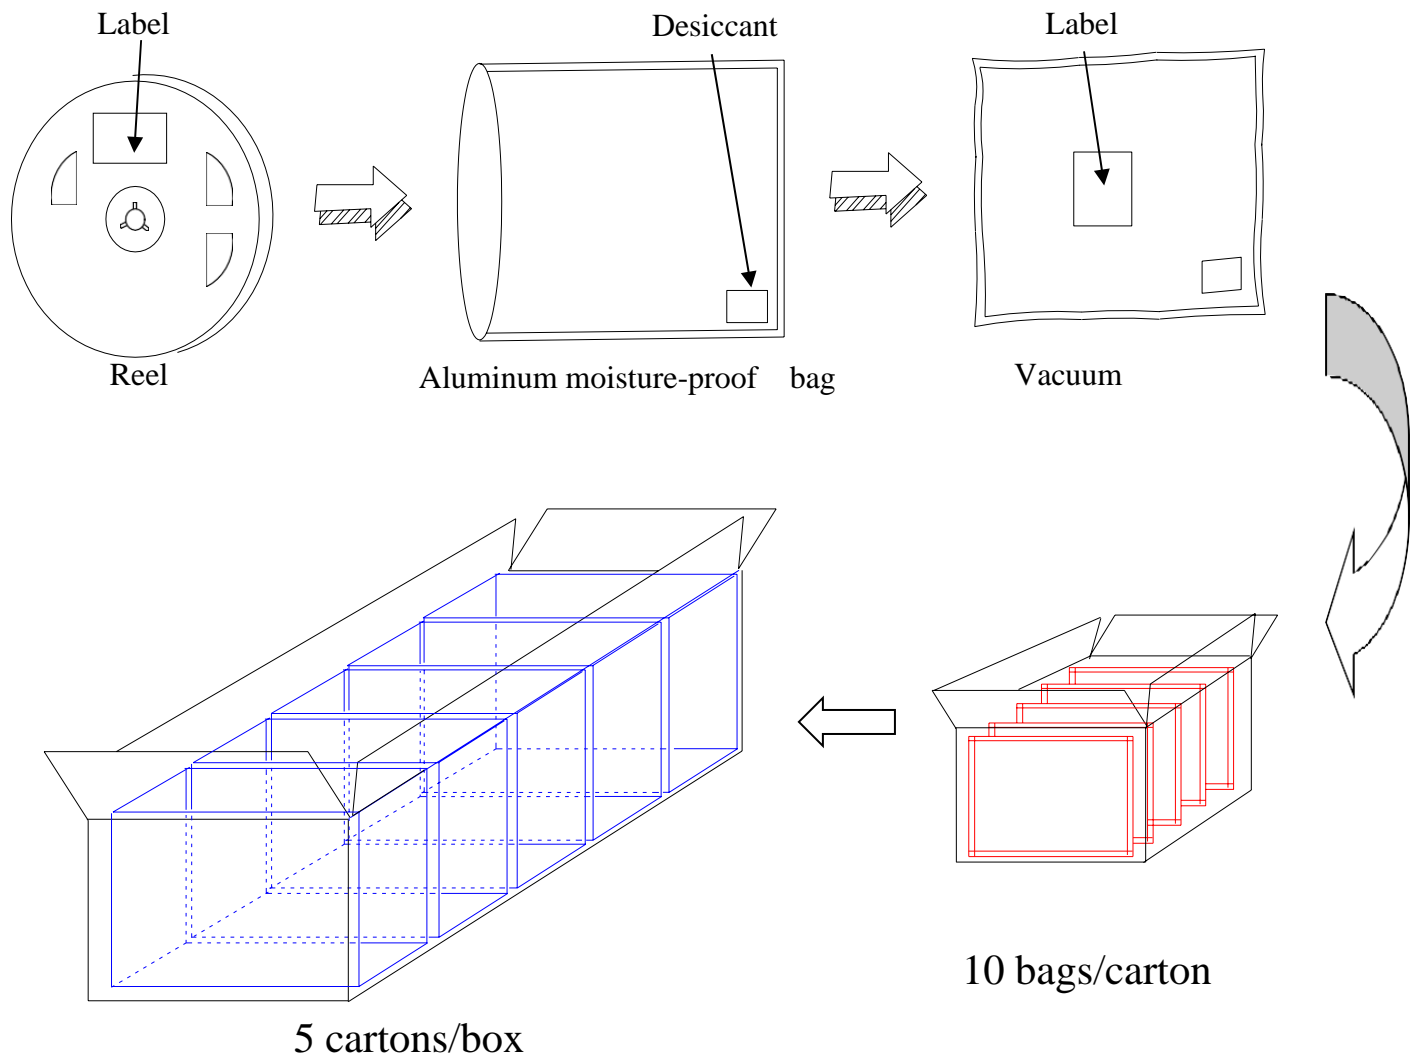 Label
Desiccant
Label
Reel
Aluminum moisture-proof bag
Vacuum
10 bags/carton
5 cartons/box